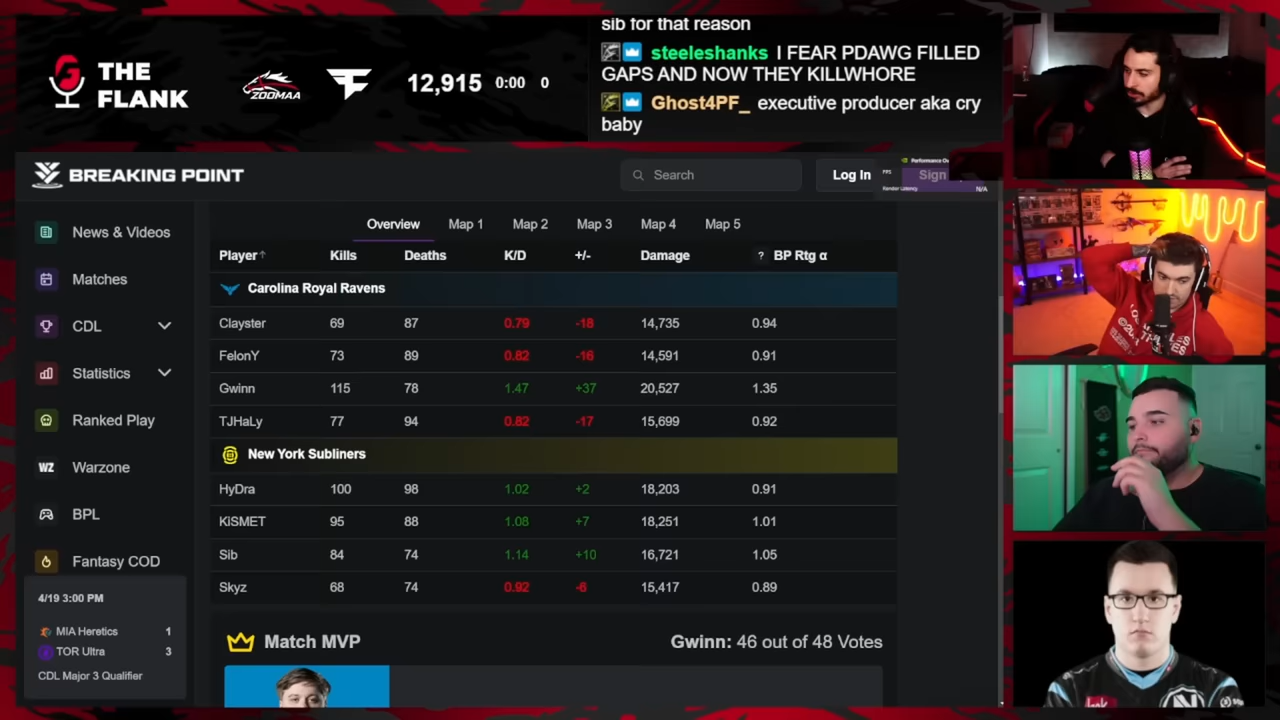 sib for that reason
steeleshanks I FEAR PDAWG FILLED
GAPS AND NOW THEY KILLWHORE
Ghost4PF_ executive producer aka cry
baby
THE
FLANK
ZOOMAA
12,915 0:00 0
BREAKING POINT
Search
Log In
Sign
Performance Ov
FPS
Render Latency
N/A
News & Videos
Matches
CDL
Statistics
Ranked Play
WZ Warzone
BPL
Fantasy COD
4/19 3:00 PM
MIA Heretics 1
TOR Ultra 3
CDL Major 3 Qualifier
Overview Map 1 Map 2 Map 3 Map 4 Map 5
Player↑ Kills Deaths K/D +/- Damage ? BP Rtg α
Carolina Royal Ravens
Clayster 69 87 0.79 -18 14,735 0.94
FelonY 73 89 0.82 -16 14,591 0.91
Gwinn 115 78 1.47 +37 20,527 1.35
TJHaLy 77 94 0.82 -17 15,699 0.92
New York Subliners
HyDra 100 98 1.02 +2 18,203 0.91
KiSMET 95 88 1.08 +7 18,251 1.01
Sib 84 74 1.14 +10 16,721 1.05
Skyz 68 74 0.92 -6 15,417 0.89
Match MVP
Gwinn: 46 out of 48 Votes